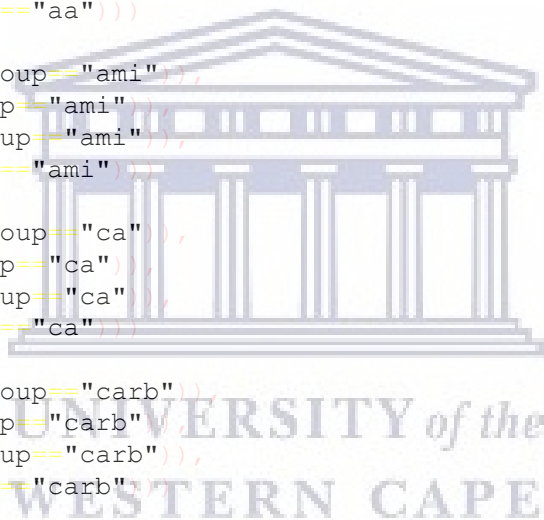 =="aa")))
oup=="ami")),
p=="ami")),
up=="ami")),
=="ami")))
oup=="ca")),
p=="ca")),
up=="ca")),
=="ca")))
oup=="carb")),
p=="carb")),
up=="carb")),
=="carb")))
UNIVERSITY of the
WESTERN CAPE